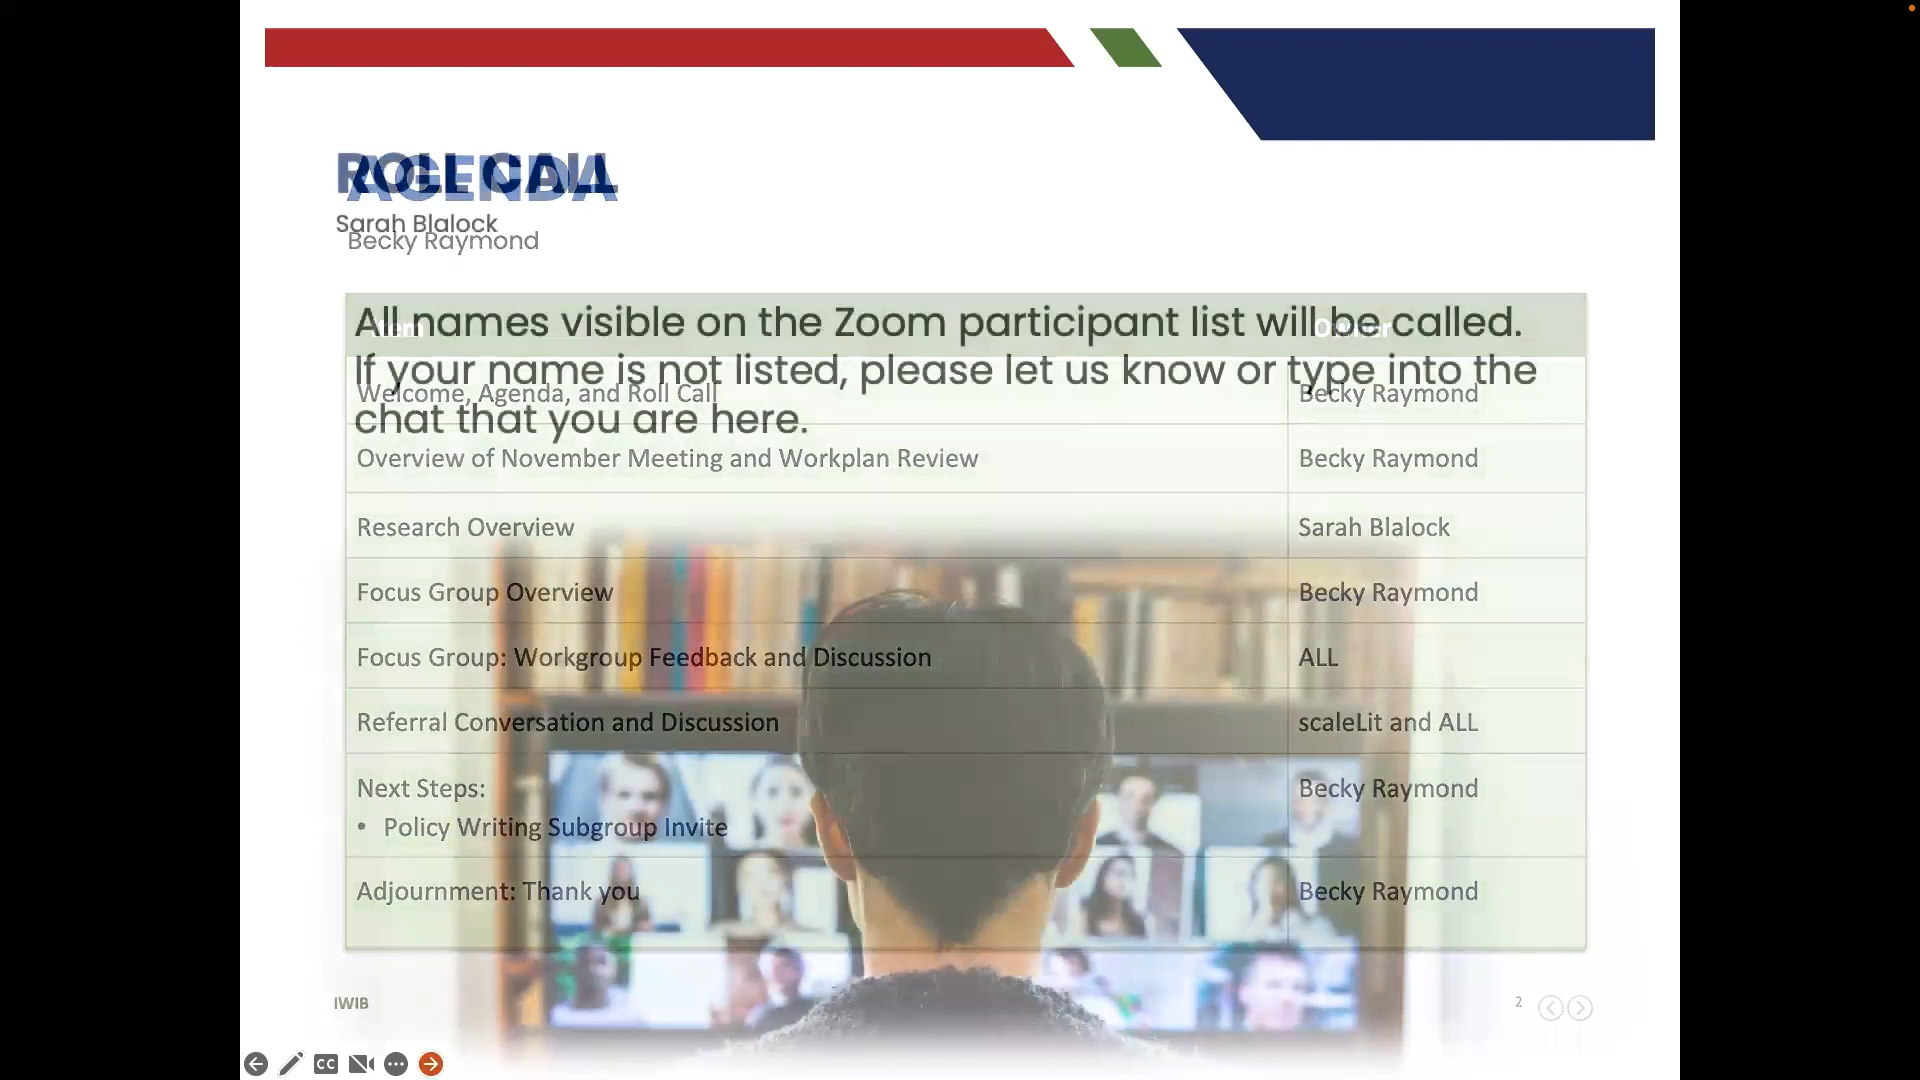 ROLL CALL
AGENDA
Sarah Blalock
Becky Raymond
All names visible on the Zoom participant list will be called.
If your name is not listed, please let us know or type into the
chat that you are here.
Item Owner
Welcome, Agenda, and Roll Call Becky Raymond
Overview of November Meeting and Workplan Review Becky Raymond
Research Overview Sarah Blalock
Focus Group Overview Becky Raymond
Focus Group: Workgroup Feedback and Discussion ALL
Referral Conversation and Discussion scaleLit and ALL
Next Steps: Becky Raymond
• Policy Writing Subgroup Invite
Adjournment: Thank you Becky Raymond
IWIB
2
CC